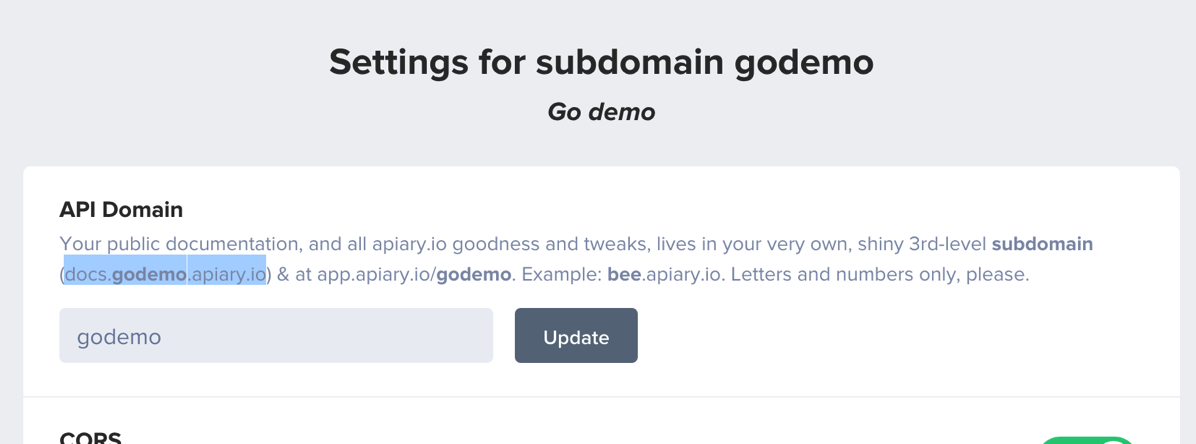 Settings for subdomain godemo
Go demo
API Domain
Your public documentation, and all apiary.io goodness and tweaks, lives in your very own, shiny 3rd-level subdomain
(docs.godemo.apiary.io) & at app.apiary.io/godemo. Example: bee.apiary.io. Letters and numbers only, please.
godemo
Update
CORS